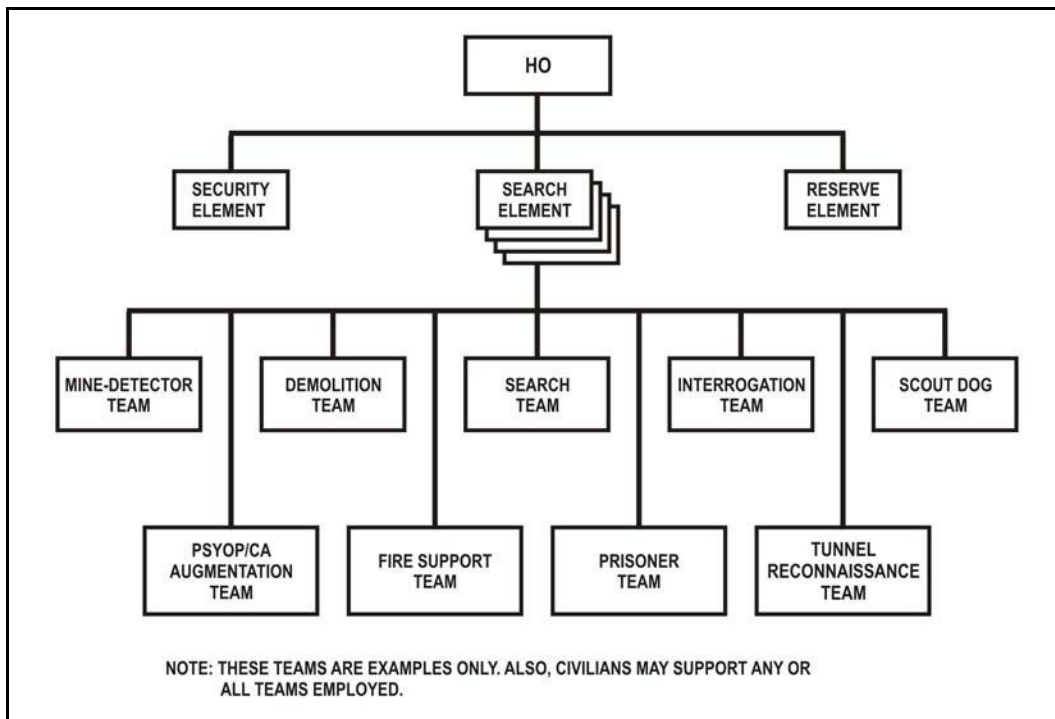 HO
SECURITY
ELEMENT
SEARCH
ELEMENT
RESERVE
ELEMENT
MINE-DETECTOR
TEAM
DEMOLITION
TEAM
SEARCH
TEAM
INTERROGATION
TEAM
SCOUT DOG
TEAM
PSYOP/CA
AUGMENTATION
TEAM
FIRE SUPPORT
TEAM
PRISONER
TEAM
TUNNEL
RECONNAISSANCE
TEAM
NOTE: THESE TEAMS ARE EXAMPLES ONLY. ALSO, CIVILIANS MAY SUPPORT ANY OR
ALL TEAMS EMPLOYED.